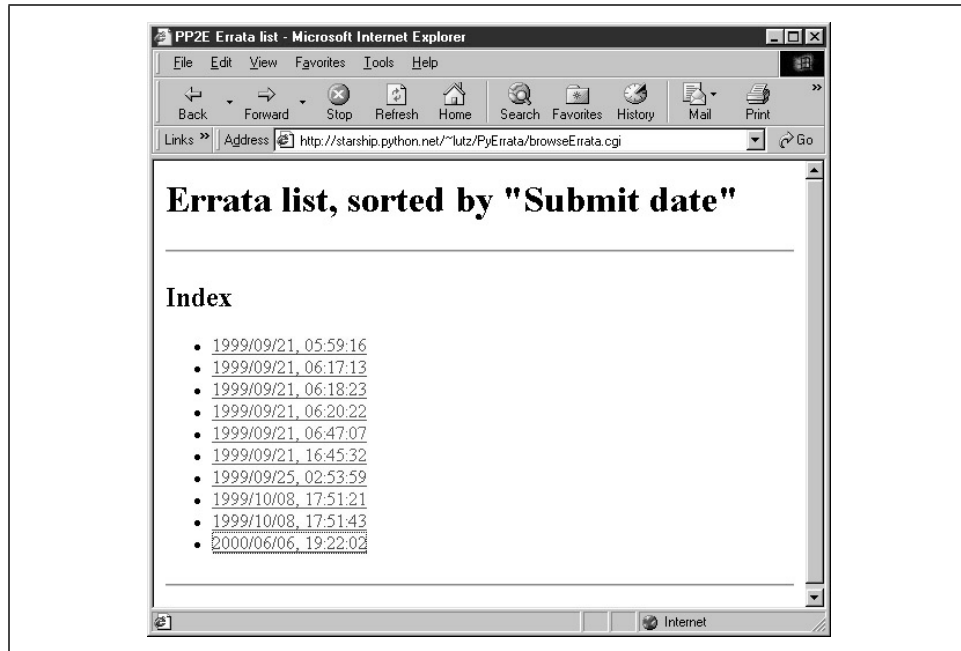 PP2E Errata list - Microsoft Internet Explorer
File Edit View Favorites Tools Help
Back Forward Stop Refresh Home Search Favorites History Mail Print »
Links » Address http://starship.python.net/~lutz/PyErrata/browseErrata.cgi Go
Errata list, sorted by "Submit date"
Index
• 1999/09/21, 05:59:16
• 1999/09/21, 06:17:13
• 1999/09/21, 06:18:23
• 1999/09/21, 06:20:22
• 1999/09/21, 06:47:07
• 1999/09/21, 16:45:32
• 1999/09/25, 02:53:59
• 1999/10/08, 17:51:21
• 1999/10/08, 17:51:43
• 2000/06/06, 19:22:02
Internet